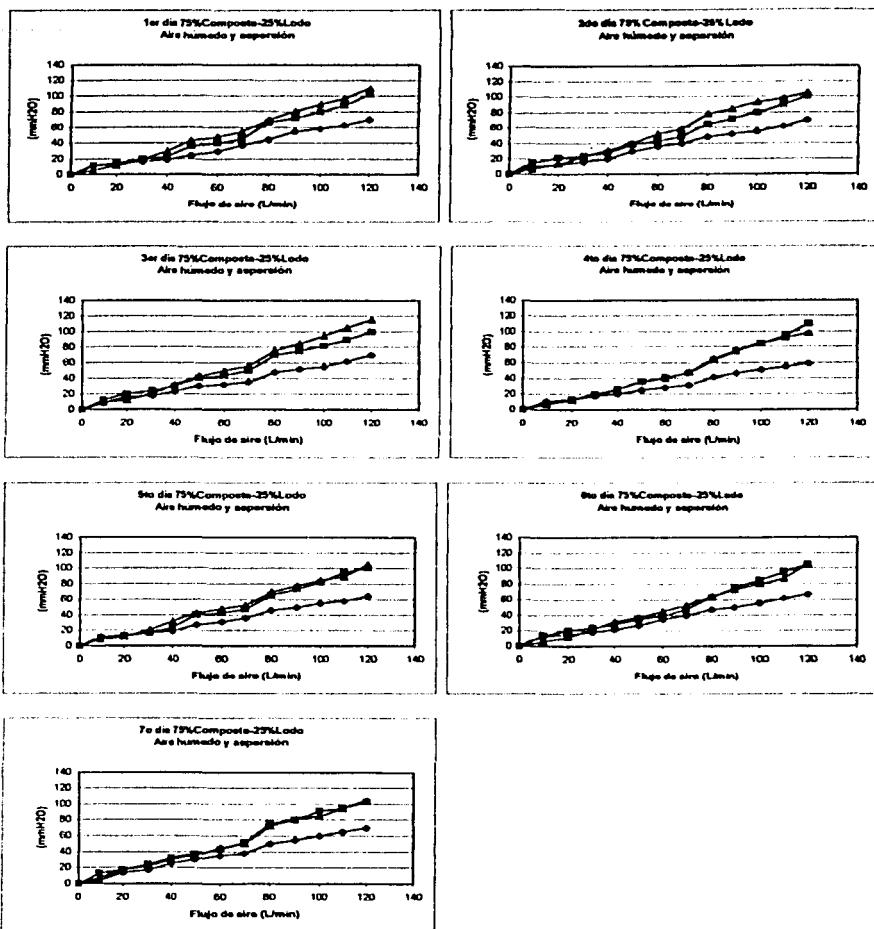 1er dia 75%Composta-25%Lodo
Aire humedo y aspersión
(mmH2O)
140
120
100
80
60
40
20
0
0 20 40 60 80 100 120 140
Flujo de aire (L/min)
2do dia 75%Composta-25%Lodo
Aire húmedo y aspersión
(mmH2O)
140
120
100
80
60
40
20
0
0 20 40 60 80 100 120 140
Flujo de aire (L/min)
3er dia 75%Composta-25%Lodo
Aire humedo y aspersión
(mmH2O)
140
120
100
80
60
40
20
0
0 20 40 60 80 100 120 140
Flujo de aire (L/min)
4to dia 75%Composta-25%Lodo
Aire humedo y aspersión
(mmH2O)
140
120
100
80
60
40
20
0
0 20 40 60 80 100 120 140
Flujo de aire (L/min)
5to dia 75%Composta-25%Lodo
Aire humedo y aspersión
(mmH2O)
140
120
100
80
60
40
20
0
0 20 40 60 80 100 120 140
Flujo de aire (L/min)
6to dia 75%Composta-25%Lodo
Aire humedo y aspersión
(mmH2O)
140
120
100
80
60
40
20
0
0 20 40 60 80 100 120 140
Flujo de aire (L/min)
7o dia 75%Composta-25%Lodo
Aire humedo y aspersión
(mmH2O)
140
120
100
80
60
40
20
0
0 20 40 60 80 100 120 140
Flujo de aire (L/min)